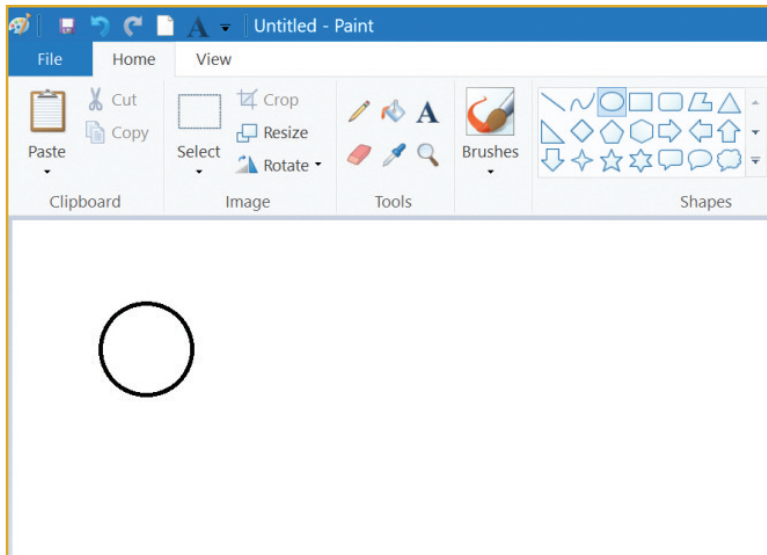 Untitled - Paint
File Home View
Paste
Cut
Copy
Clipboard
Select
Crop
Resize
Rotate
Image
A
Tools
Brushes
Shapes